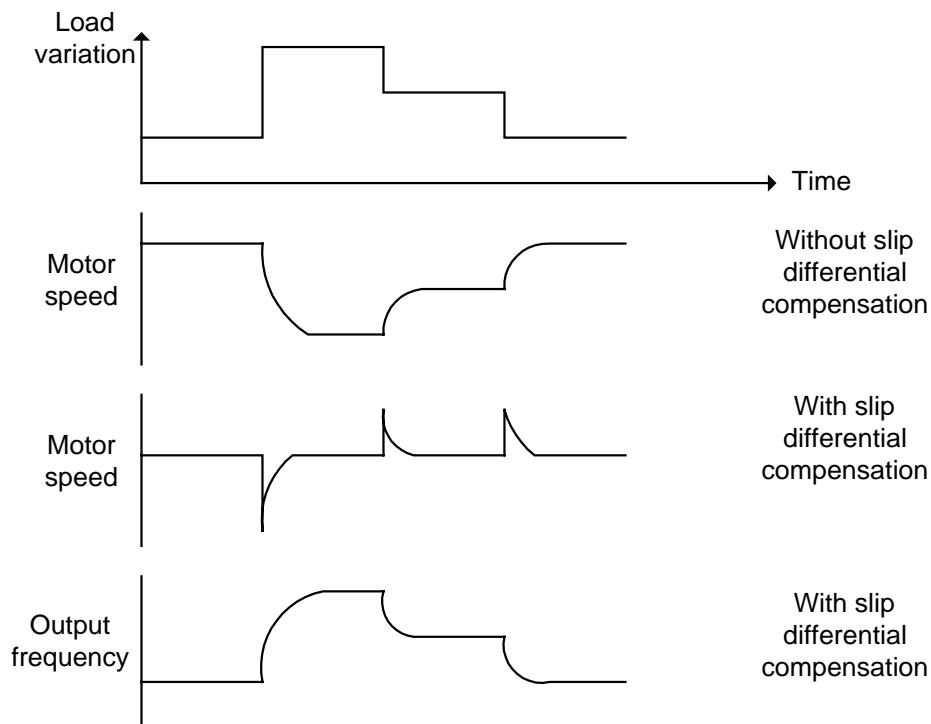 Load
variation
Time
Motor
speed
Without slip
differential
compensation
Motor
speed
With slip
differential
compensation
Output
frequency
With slip
differential
compensation